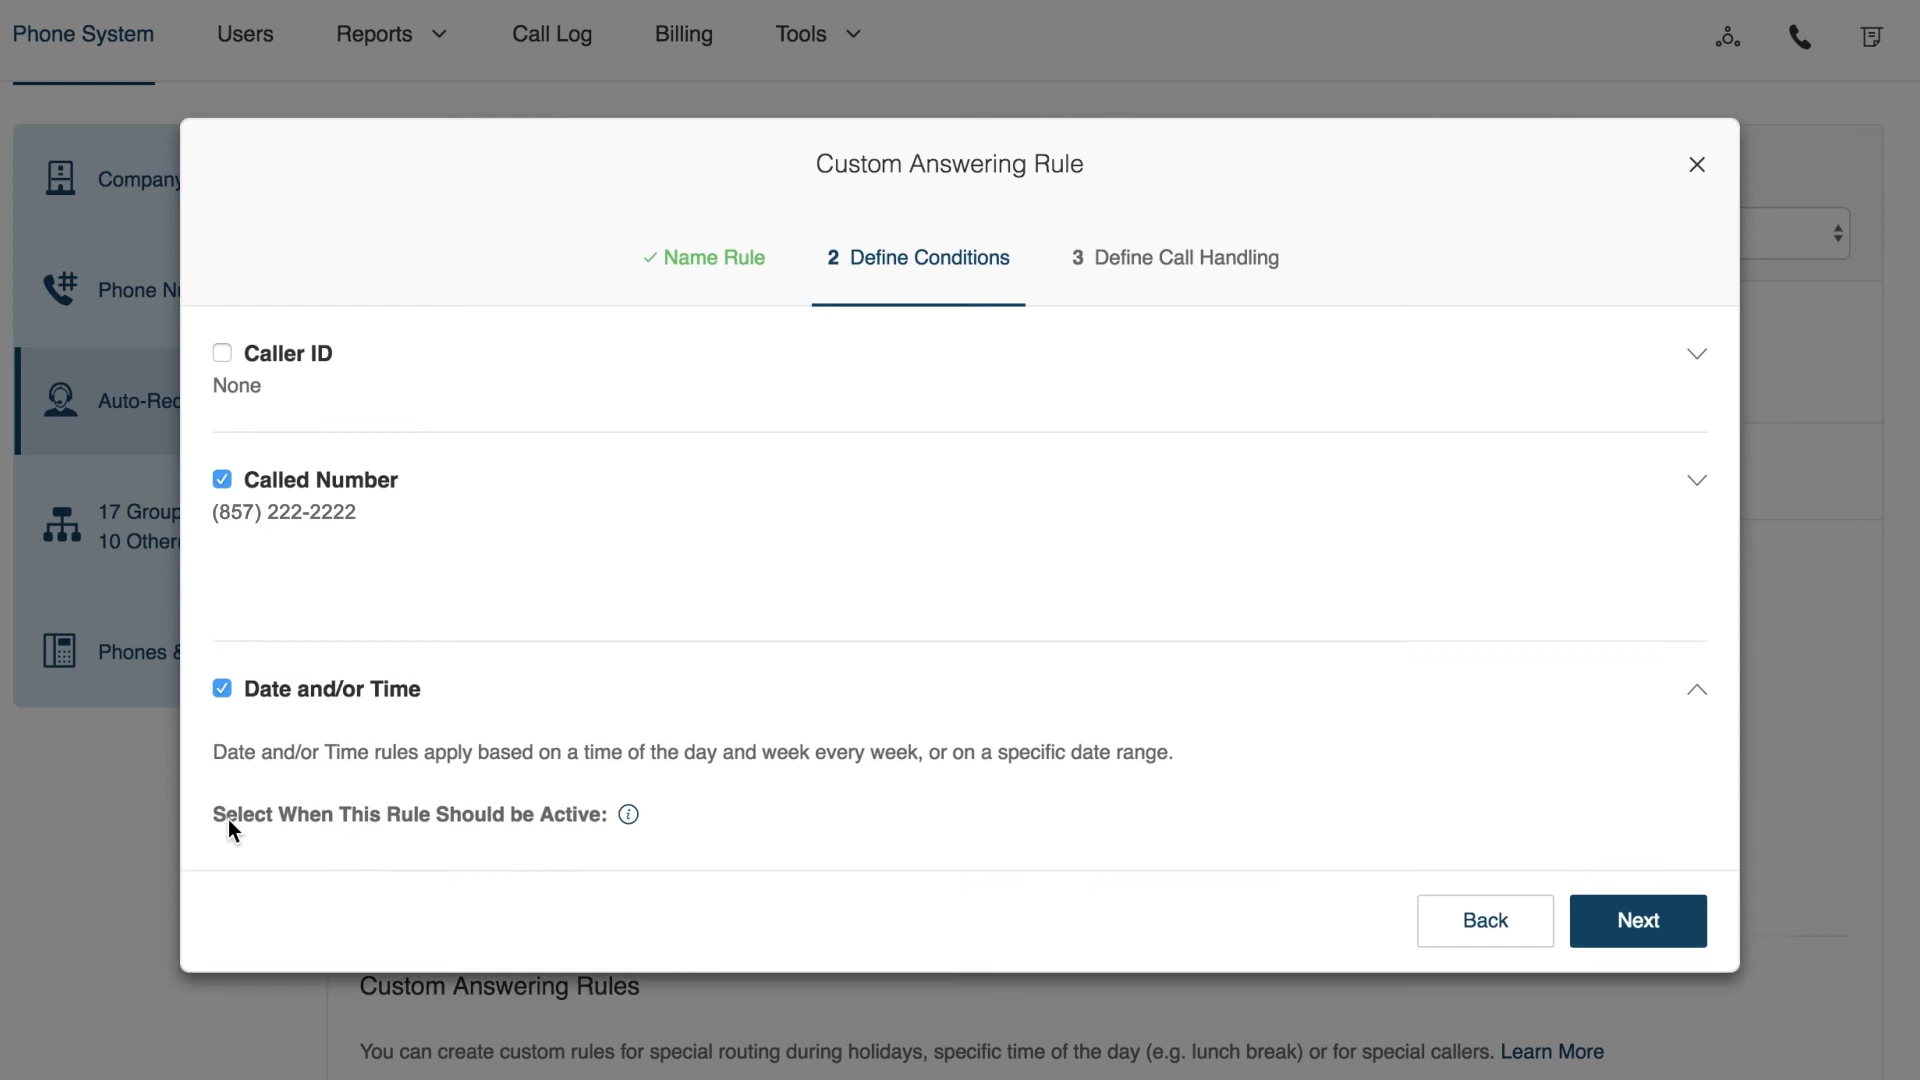 Phone System Users Reports Call Log Billing Tools
Custom Answering Rule
✓ Name Rule 2 Define Conditions 3 Define Call Handling
Company
Phone
Auto-Rec
17 Group
10 Other
Phones &
Caller ID
None
Called Number
(857) 222-2222
Date and/or Time
Date and/or Time rules apply based on a time of the day and week every week, or on a specific date range.
Select When This Rule Should be Active:
Back Next
Custom Answering Rules
You can create custom rules for special routing during holidays, specific time of the day (e.g. lunch break) or for special callers. Learn More